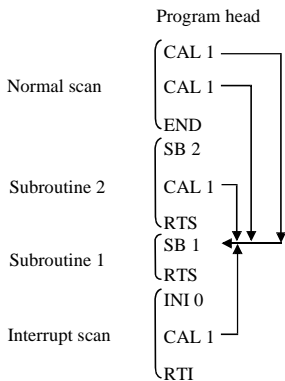 Program head
CAL 1
Normal scan
CAL 1
END
SB 2
Subroutine 2
CAL 1
RTS
SB 1
Subroutine 1
RTS
INI 0
Interrupt scan
CAL 1
RTI